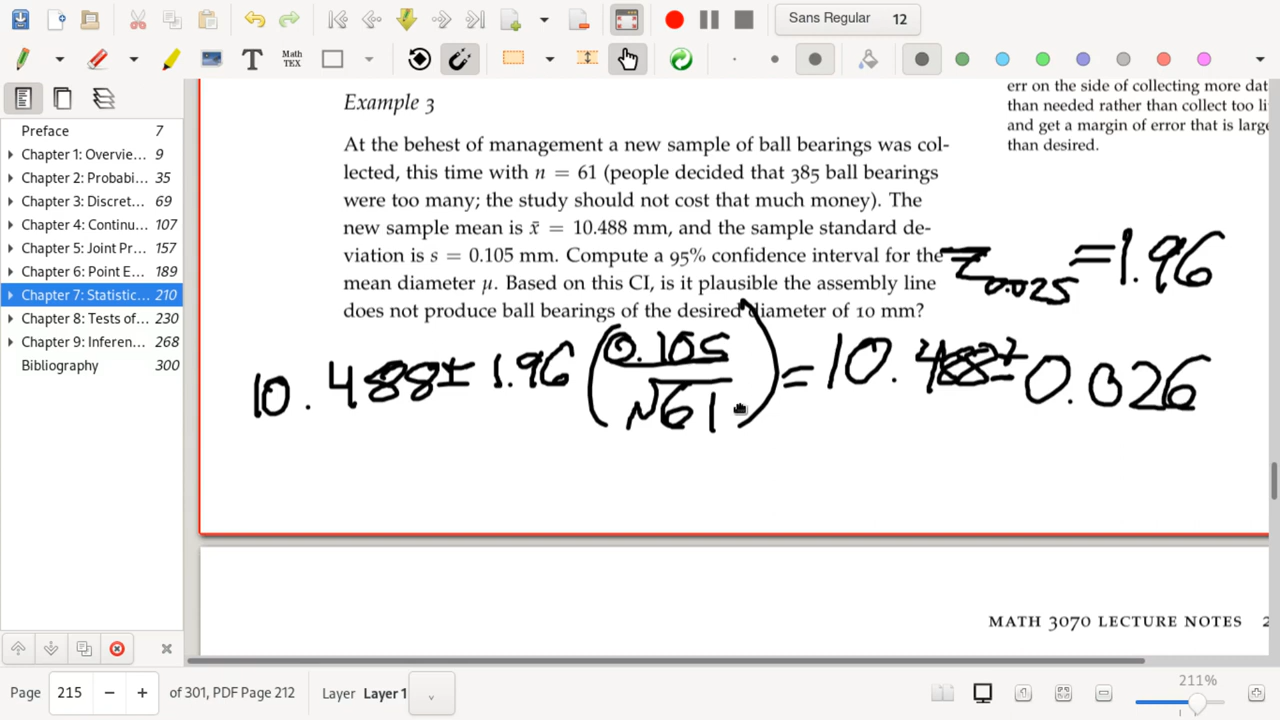 Sans Regular 12
T
Math
TEX
Preface 7
Chapter 1: Overvie... 9
Chapter 2: Probabi... 35
Chapter 3: Discret... 69
Chapter 4: Continu... 107
Chapter 5: Joint Pr... 157
Chapter 6: Point E... 189
Chapter 7: Statistic... 210
Chapter 8: Tests of... 230
Chapter 9: Inferen... 268
Bibliography 300
Example 3
At the behest of management a new sample of ball bearings was col-
lected, this time with n = 61 (people decided that 385 ball bearings
were too many; the study should not cost that much money). The
new sample mean is x̄ = 10.488 mm, and the sample standard de-
viation is s = 0.105 mm. Compute a 95% confidence interval for the
mean diameter μ. Based on this CI, is it plausible the assembly line
does not produce ball bearings of the desired diameter of 10 mm?
err on the side of collecting more dat
than needed rather than collect too li
and get a margin of error that is large
than desired.
z0.025 = 1.96
10.488 ± 1.96 (0.105/√61) = 10.488 ± 0.026
MATH 3070 LECTURE NOTES 2
Page 215 of 301, PDF Page 212
Layer Layer 1
211%